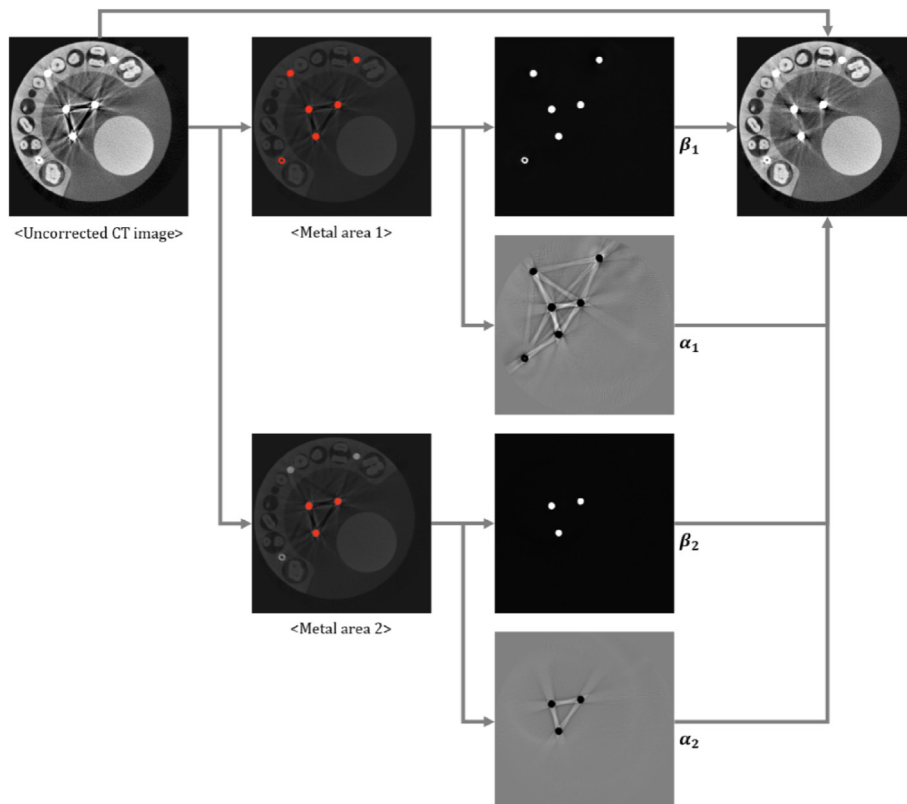 <Uncorrected CT image>
<Metal area 1>
β₁
α₁
<Metal area 2>
β₂
α₂